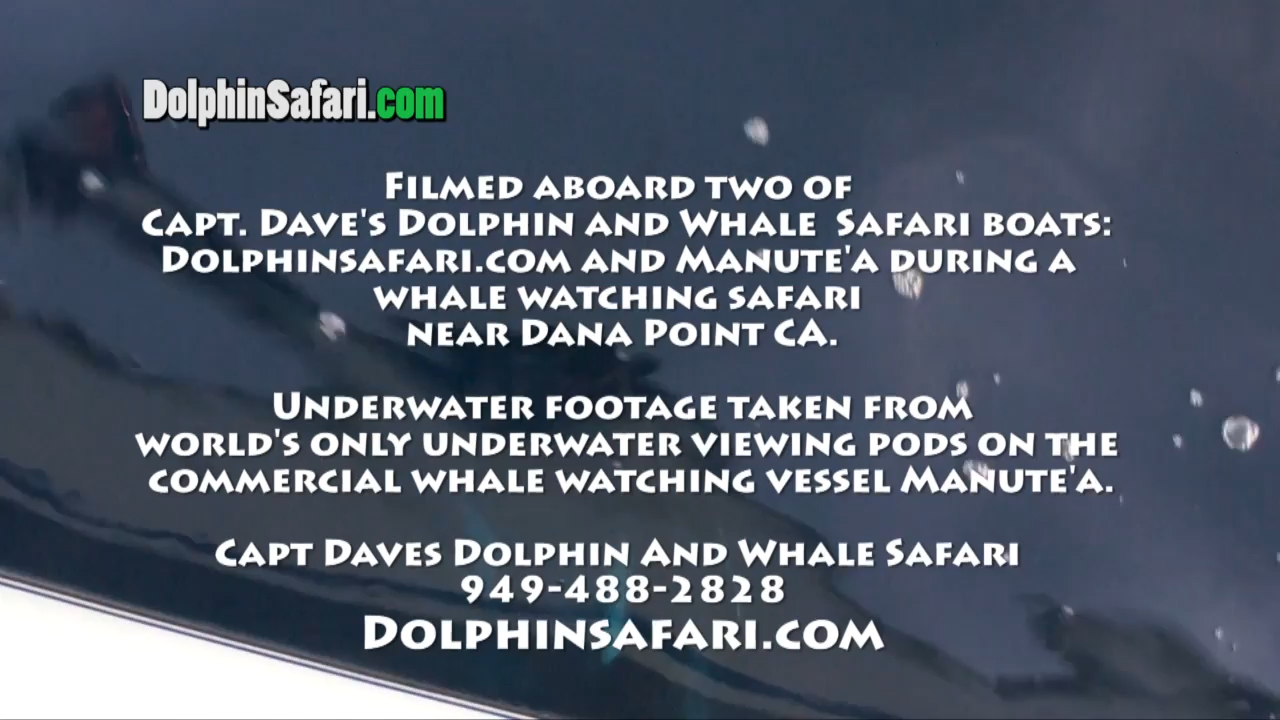 DolphinSafari.com
Filmed aboard two of
Capt. Dave's Dolphin and Whale Safari boats:
Dolphinsafari.com and Manute'a during a
whale watching safari
near Dana Point CA.
Underwater footage taken from
world's only underwater viewing pods on the
commercial whale watching vessel Manute'a.
Capt Daves Dolphin And Whale Safari
949-488-2828
Dolphinsafari.com